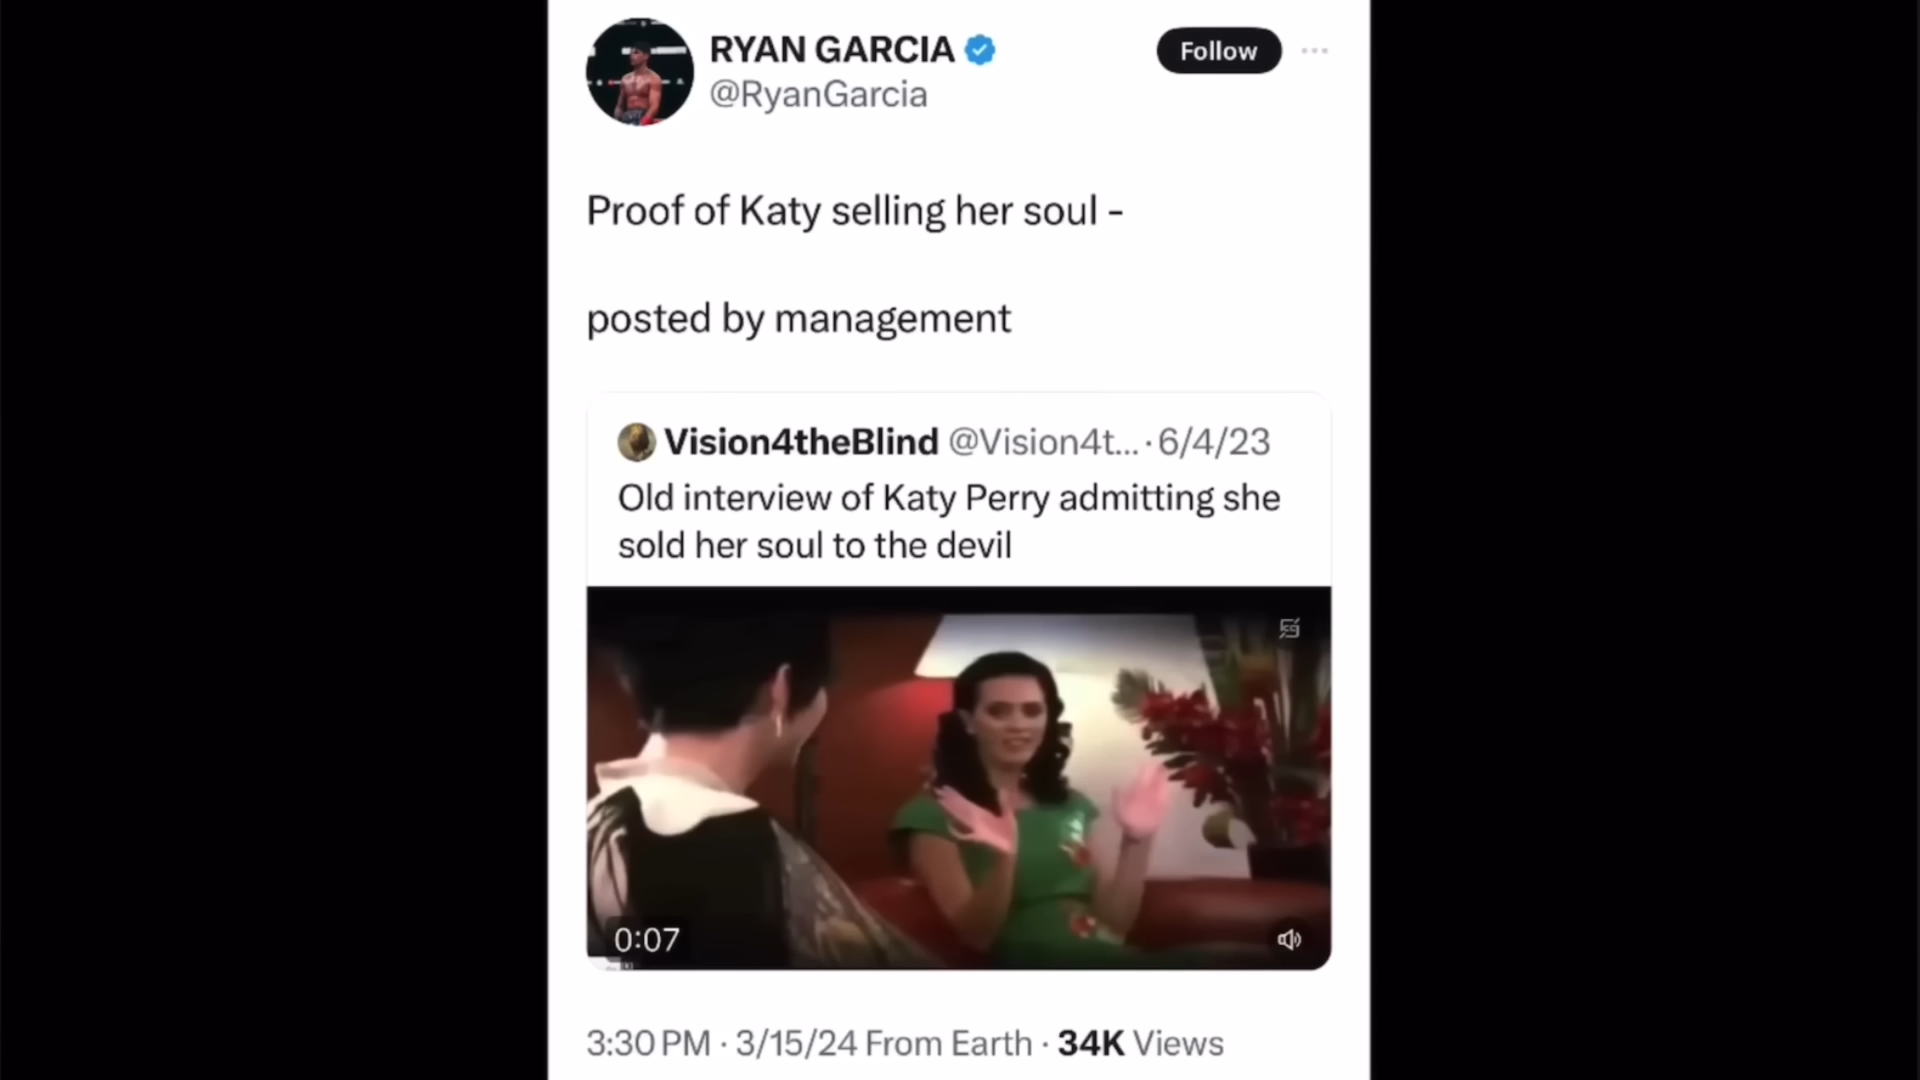 RYAN GARCIA
Follow
@RyanGarcia
Proof of Katy selling her soul -
posted by management
Vision4theBlind @Vision4t... · 6/4/23
Old interview of Katy Perry admitting she
sold her soul to the devil
0:07
3:30 PM · 3/15/24 From Earth · 34K Views